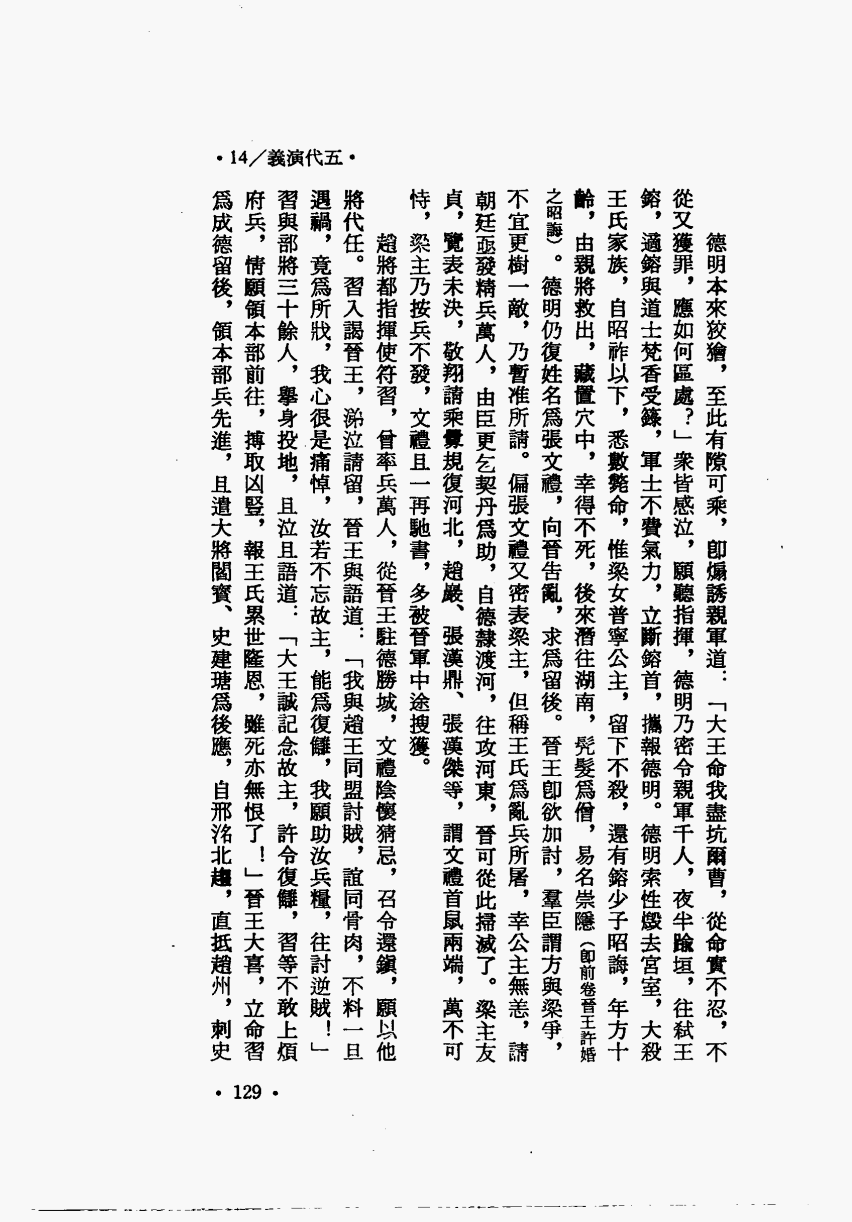 •14／義演代五•
德明本來狡獪，至此有隙可乘，卽煽誘親軍道：「大王命我盡坑爾曹，從命實不忍，不
從又獲罪，應如何區處？」衆皆感泣，願聽指揮，德明乃密令親軍千人，夜半踰垣，往弒王
鎔，適鎔與道士焚香受籙，軍士不費氣力，立斷鎔首，攜報德明。德明索性燬去宮室，大殺
王氏家族，自昭祚以下，悉數斃命，惟梁女普寧公主，留下不殺，還有鎔少子昭誨，年方十
齡，由親將救出，藏置穴中，幸得不死，後來潛往湖南，髠髮爲僧，易名崇隱（卽前卷晉王許婚
之昭誨）。德明仍復姓名爲張文禮，向晉告亂，求爲留後。晉王卽欲加討，羣臣謂方與梁爭，
不宜更樹一敵，乃暫准所請。偏張文禮又密表梁主，但稱王氏爲亂兵所屠，幸公主無恙，請
朝廷亟發精兵萬人，由臣更乞契丹爲助，自德隸渡河，往攻河東，晉可從此掃滅了。梁主友
貞，覽表未決，敬翔請乘釁規復河北，趙巖、張漢鼎、張漢傑等，謂文禮首鼠兩端，萬不可
恃，梁主乃按兵不發，文禮且一再馳書，多被晉軍中途搜獲。
趙將都指揮使符習，曾率兵萬人，從晉王駐德勝城，文禮陰懷猜忌，召令還鎭，願以他
將代任。習入謁晉王，涕泣請留，晉王與語道：「我與趙王同盟討賊，誼同骨肉，不料一旦
遇禍，竟爲所戕，我心很是痛悼，汝若不忘故主，能爲復讎，我願助汝兵糧，往討逆賊！」
習與部將三十餘人，擧身投地，且泣且語道：「大王誠記念故主，許令復讎，習等不敢上煩
府兵，情願領本部前往，搏取凶豎，報王氏累世隆恩，雖死亦無恨了！」晉王大喜，立命習
爲成德留後，領本部兵先進，且遣大將閻寶、史建瑭爲後應，自邢洺北趨，直抵趙州，刺史
•129•